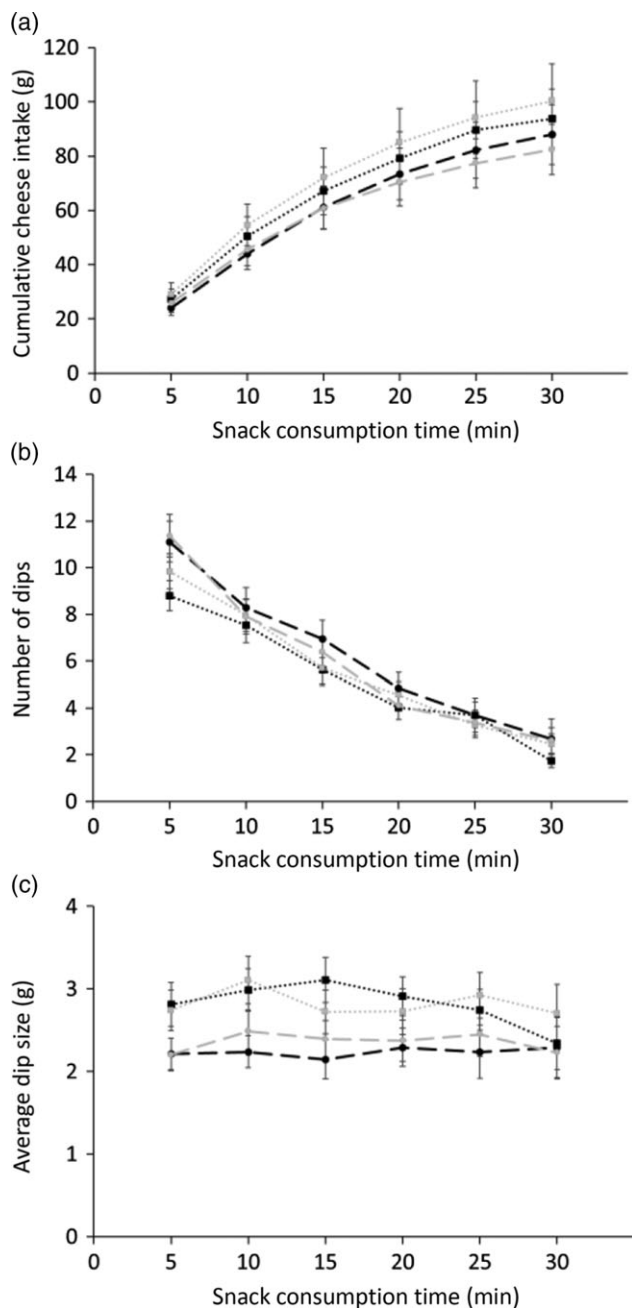 (a)
120
100
80
60
40
20
0
Cumulative cheese intake (g)
0 5 10 15 20 25 30
Snack consumption time (min)
(b)
14
12
10
8
6
4
2
0
Number of dips
0 5 10 15 20 25 30
Snack consumption time (min)
(c)
4
3
2
1
0
Average dip size (g)
0 5 10 15 20 25 30
Snack consumption time (min)